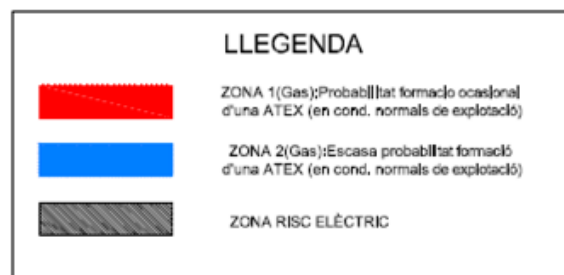 LLEGENDA
ZONA 1(Gas):Probabilitat formacio ocasional
d'una ATEX (en cond. normals de explotació)
ZONA 2(Gas):Escasa probabilitat formació
d'una ATEX (en cond. normals de explotació)
ZONA RISC ELÈCTRIC